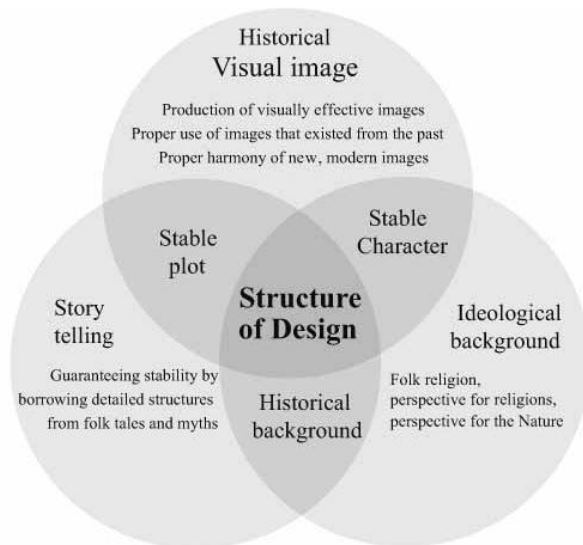 Historical
Visual image
Production of visually effective images
Proper use of images that existed from the past
Proper harmony of new, modern images
Stable
plot
Stable
Character
Structure
of Design
Story
telling
Guaranteeing stability by
borrowing detailed structures
from folk tales and myths
Historical
background
Ideological
background
Folk religion,
perspective for religions,
perspective for the Nature